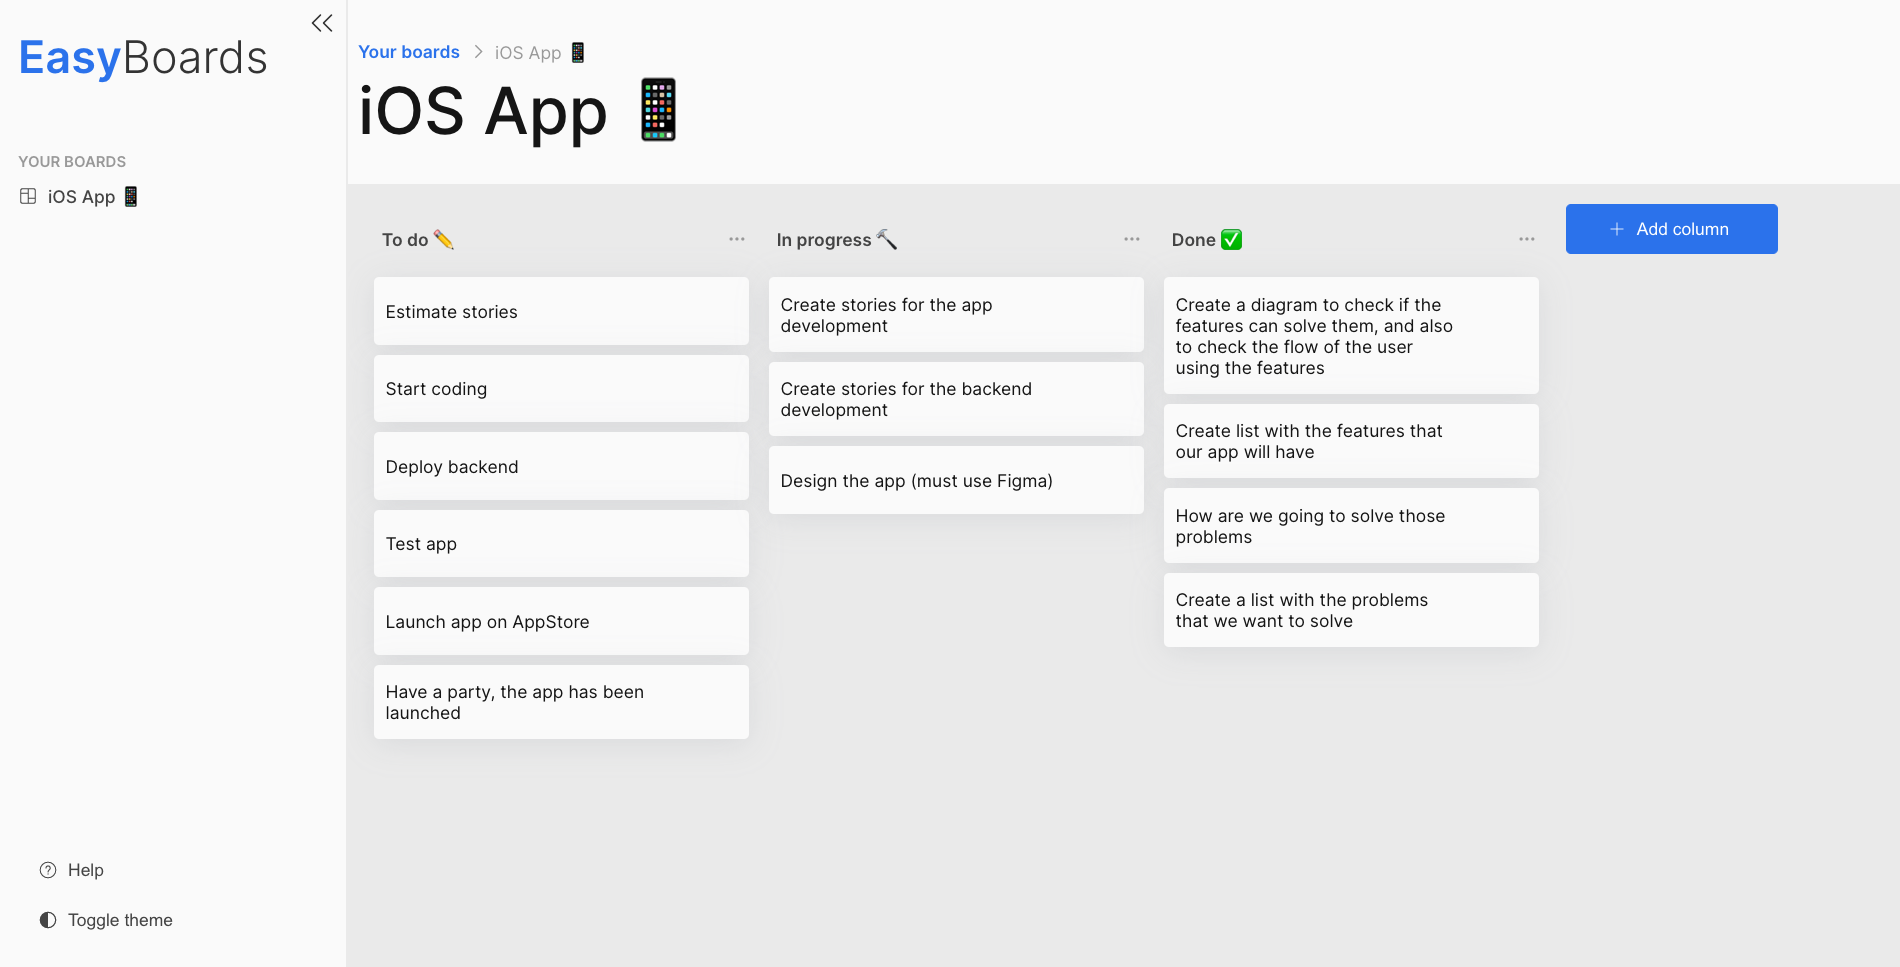 EasyBoards
YOUR BOARDS
iOS App 📱
Help
Toggle theme
Your boards > iOS App 📱
iOS App 📱
To do ✏️
Estimate stories
Start coding
Deploy backend
Test app
Launch app on AppStore
Have a party, the app has been
launched
In progress 🔨
Create stories for the app
development
Create stories for the backend
development
Design the app (must use Figma)
Done ✅
Create a diagram to check if the
features can solve them, and also
to check the flow of the user
using the features
Create list with the features that
our app will have
How are we going to solve those
problems
Create a list with the problems
that we want to solve
+ Add column